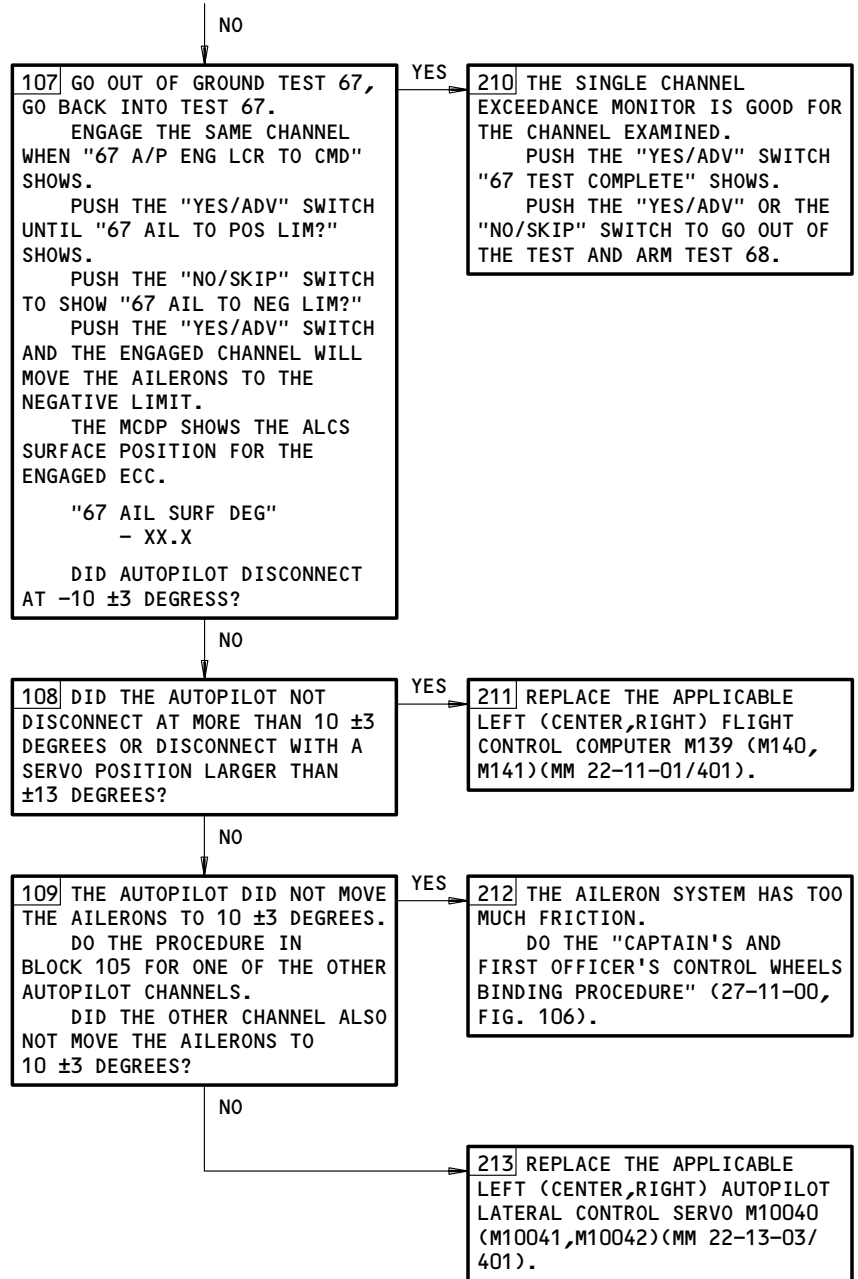 NO
107 GO OUT OF GROUND TEST 67,
GO BACK INTO TEST 67.
ENGAGE THE SAME CHANNEL
WHEN "67 A/P ENG LCR TO CMD"
SHOWS.
PUSH THE "YES/ADV" SWITCH
UNTIL "67 AIL TO POS LIM?"
SHOWS.
PUSH THE "NO/SKIP" SWITCH
TO SHOW "67 AIL TO NEG LIM?"
PUSH THE "YES/ADV" SWITCH
AND THE ENGAGED CHANNEL WILL
MOVE THE AILERONS TO THE
NEGATIVE LIMIT.
THE MCDP SHOWS THE ALCS
SURFACE POSITION FOR THE
ENGAGED ECC.
"67 AIL SURF DEG"
- XX.X
DID AUTOPILOT DISCONNECT
AT -10 ±3 DEGRESS?
YES
210 THE SINGLE CHANNEL
EXCEEDANCE MONITOR IS GOOD FOR
THE CHANNEL EXAMINED.
PUSH THE "YES/ADV" SWITCH
"67 TEST COMPLETE" SHOWS.
PUSH THE "YES/ADV" OR THE
"NO/SKIP" SWITCH TO GO OUT OF
THE TEST AND ARM TEST 68.
NO
108 DID THE AUTOPILOT NOT
DISCONNECT AT MORE THAN 10 ±3
DEGREES OR DISCONNECT WITH A
SERVO POSITION LARGER THAN
±13 DEGREES?
YES
211 REPLACE THE APPLICABLE
LEFT (CENTER,RIGHT) FLIGHT
CONTROL COMPUTER M139 (M140,
M141)(MM 22-11-01/401).
NO
109 THE AUTOPILOT DID NOT MOVE
THE AILERONS TO 10 ±3 DEGREES.
DO THE PROCEDURE IN
BLOCK 105 FOR ONE OF THE OTHER
AUTOPILOT CHANNELS.
DID THE OTHER CHANNEL ALSO
NOT MOVE THE AILERONS TO
10 ±3 DEGREES?
YES
212 THE AILERON SYSTEM HAS TOO
MUCH FRICTION.
DO THE "CAPTAIN'S AND
FIRST OFFICER'S CONTROL WHEELS
BINDING PROCEDURE" (27-11-00,
FIG. 106).
NO
213 REPLACE THE APPLICABLE
LEFT (CENTER,RIGHT) AUTOPILOT
LATERAL CONTROL SERVO M10040
(M10041,M10042)(MM 22-13-03/
401).